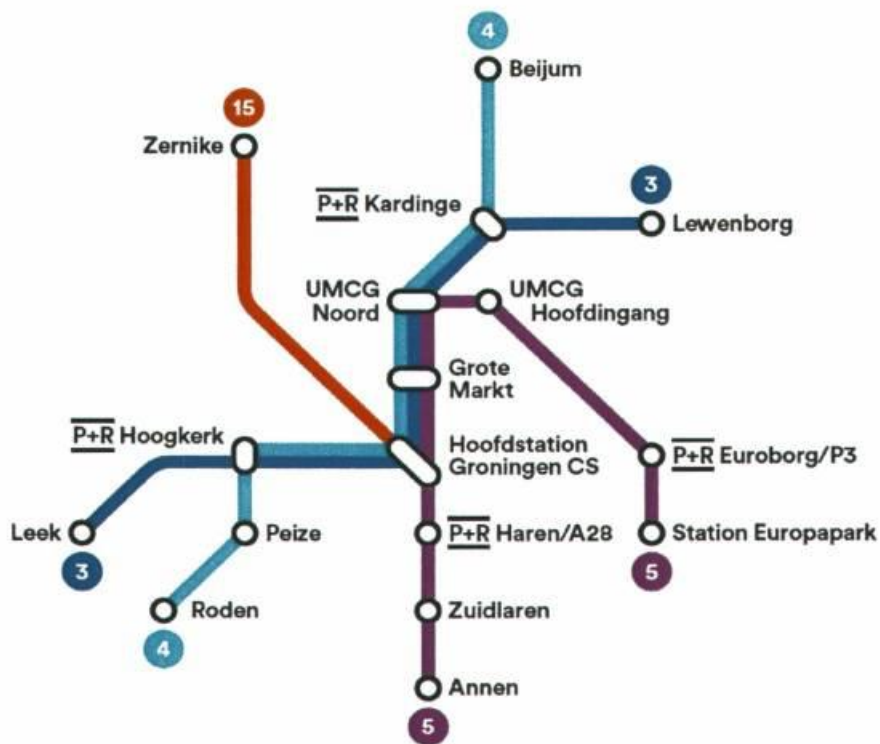 4
Beijum
15
Zernike
P+R Kardinge
3
Lewenborg
UMCG
Noord
UMCG
Hoofdingang
Grote
Markt
P+R Hoogkerk
Hoofdstation
Groningen CS
P+R Euroborg/P3
Leek
3
Peize
P+R Haren/A28
Station Europapark
5
Roden
4
Zuidlaren
Annen
5